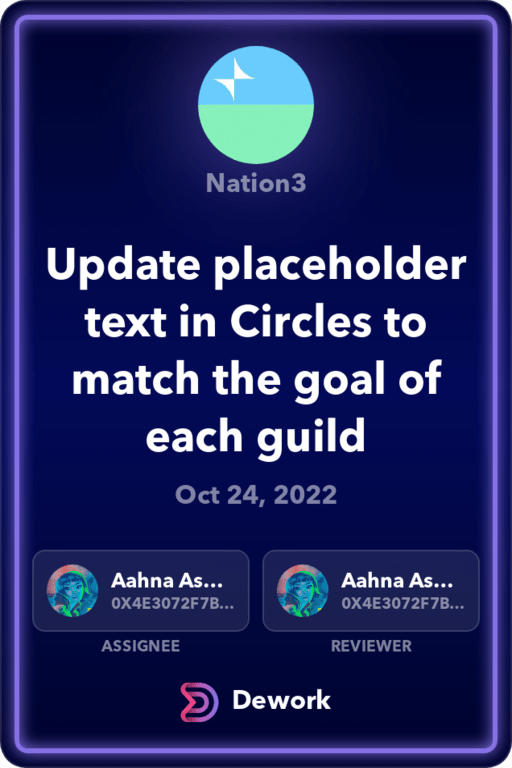 Nation3
Update placeholder
text in Circles to
match the goal of
each guild
Oct 24, 2022
Aahna As...
0X4E3072F7B...
Aahna As...
0X4E3072F7B...
ASSIGNEE
REVIEWER
Dework